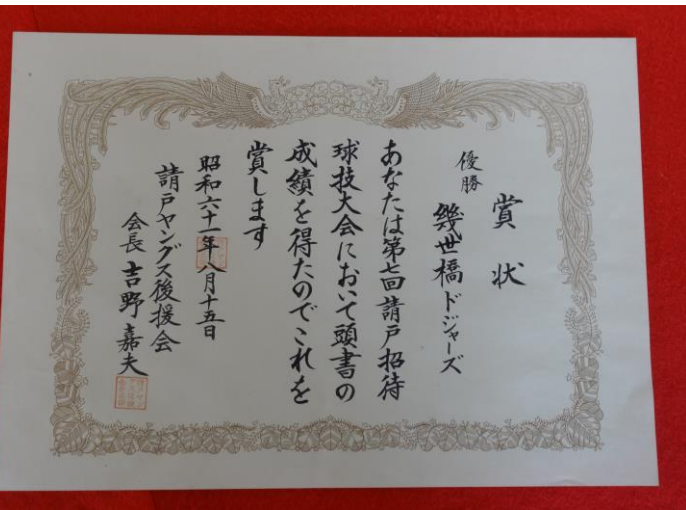 賞状
優勝
幾世橋ドジャーズ
あなたは第七回請戸招待
球技大会において頭書の
成績を得たのでこれを
賞します
昭和六十一年八月十五日
請戸ヤングス後援会
会長 吉野嘉夫